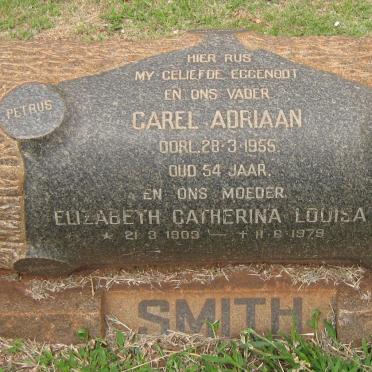 HIER RUS
MY GELIEFDE EGGENOOT
EN ONS VADER
PETRUS
CAREL ADRIAAN
OORL. 28-3-1955
OUD 54 JAAR.
EN ONS MOEDER
ELIZABETH CATHERINA LOUISA
* 21-3-1903 — † 11-6-1979
SMITH